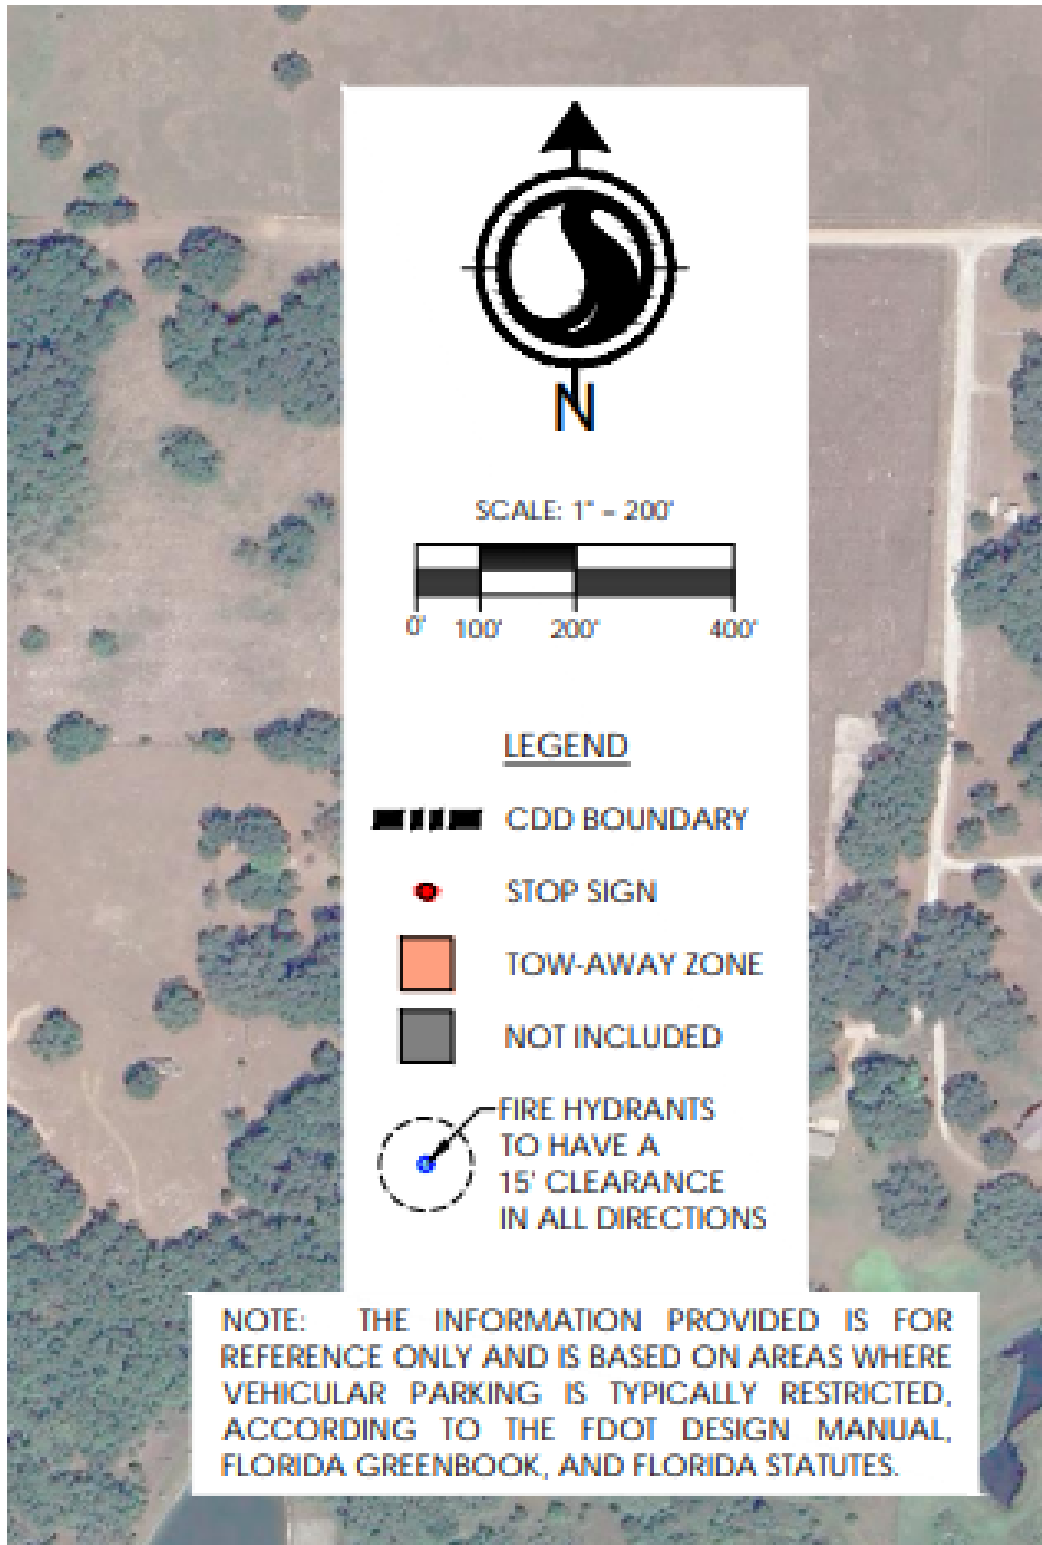 N
SCALE: 1" = 200'
0' 100' 200' 400'
LEGEND
CDD BOUNDARY
STOP SIGN
TOW-AWAY ZONE
NOT INCLUDED
FIRE HYDRANTS
TO HAVE A
15' CLEARANCE
IN ALL DIRECTIONS
NOTE: THE INFORMATION PROVIDED IS FOR
REFERENCE ONLY AND IS BASED ON AREAS WHERE
VEHICULAR PARKING IS TYPICALLY RESTRICTED,
ACCORDING TO THE FDOT DESIGN MANUAL,
FLORIDA GREENBOOK, AND FLORIDA STATUTES.